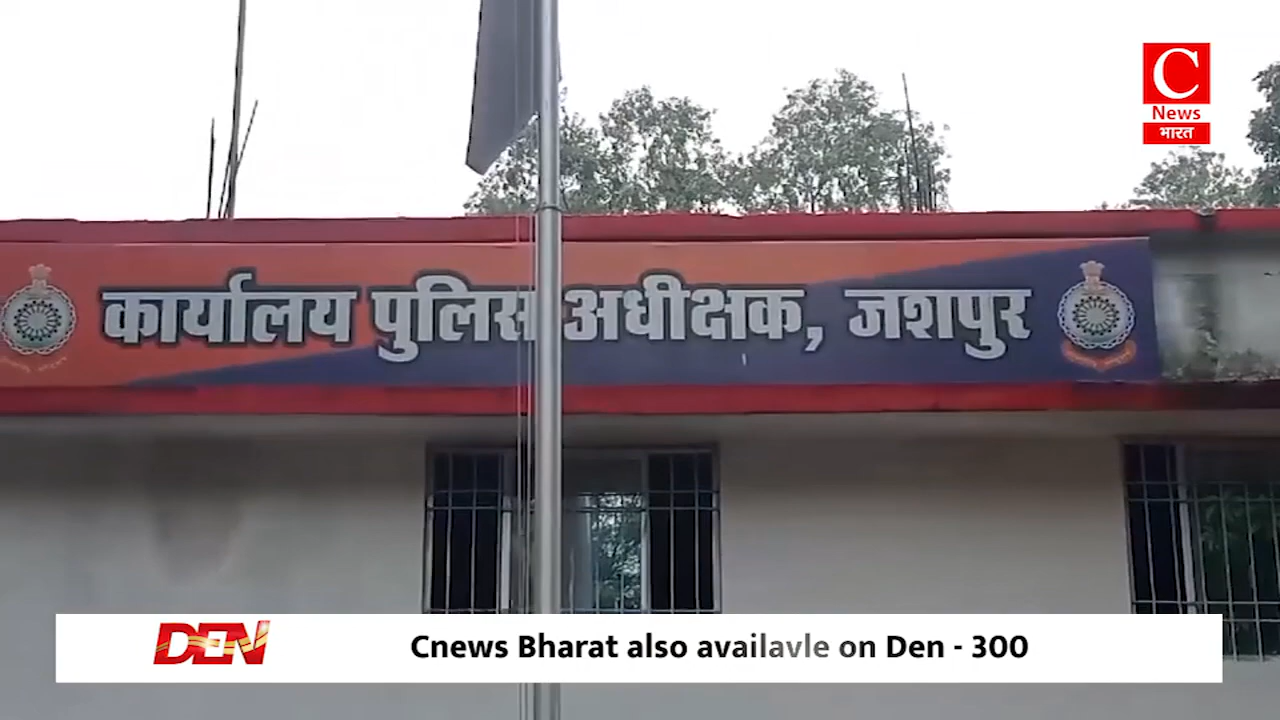 C
News
भारत
कार्यालय पुलिस अधीक्षक, जशपुर
DEN
Cnews Bharat also availavle on Den - 300